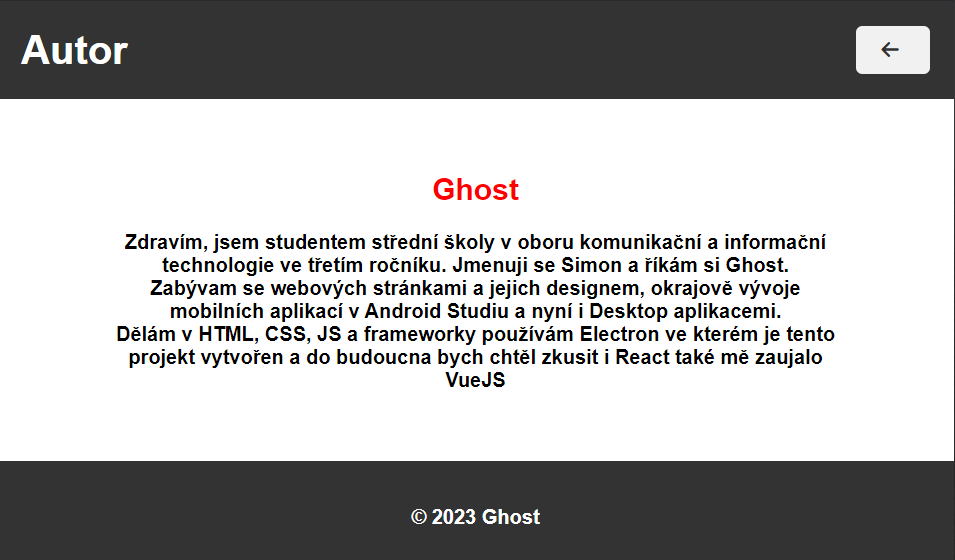 Autor
Ghost
Zdravím, jsem studentem střední školy v oboru komunikační a informační
technologie ve třetím ročníku. Jmenuji se Simon a říkám si Ghost.
Zabývam se webových stránkami a jejich designem, okrajově vývoje
mobilních aplikací v Android Studiu a nyní i Desktop aplikacemi.
Dělám v HTML, CSS, JS a frameworky používám Electron ve kterém je tento
projekt vytvořen a do budoucna bych chtěl zkusit i React také mě zaujalo
VueJS
© 2023 Ghost